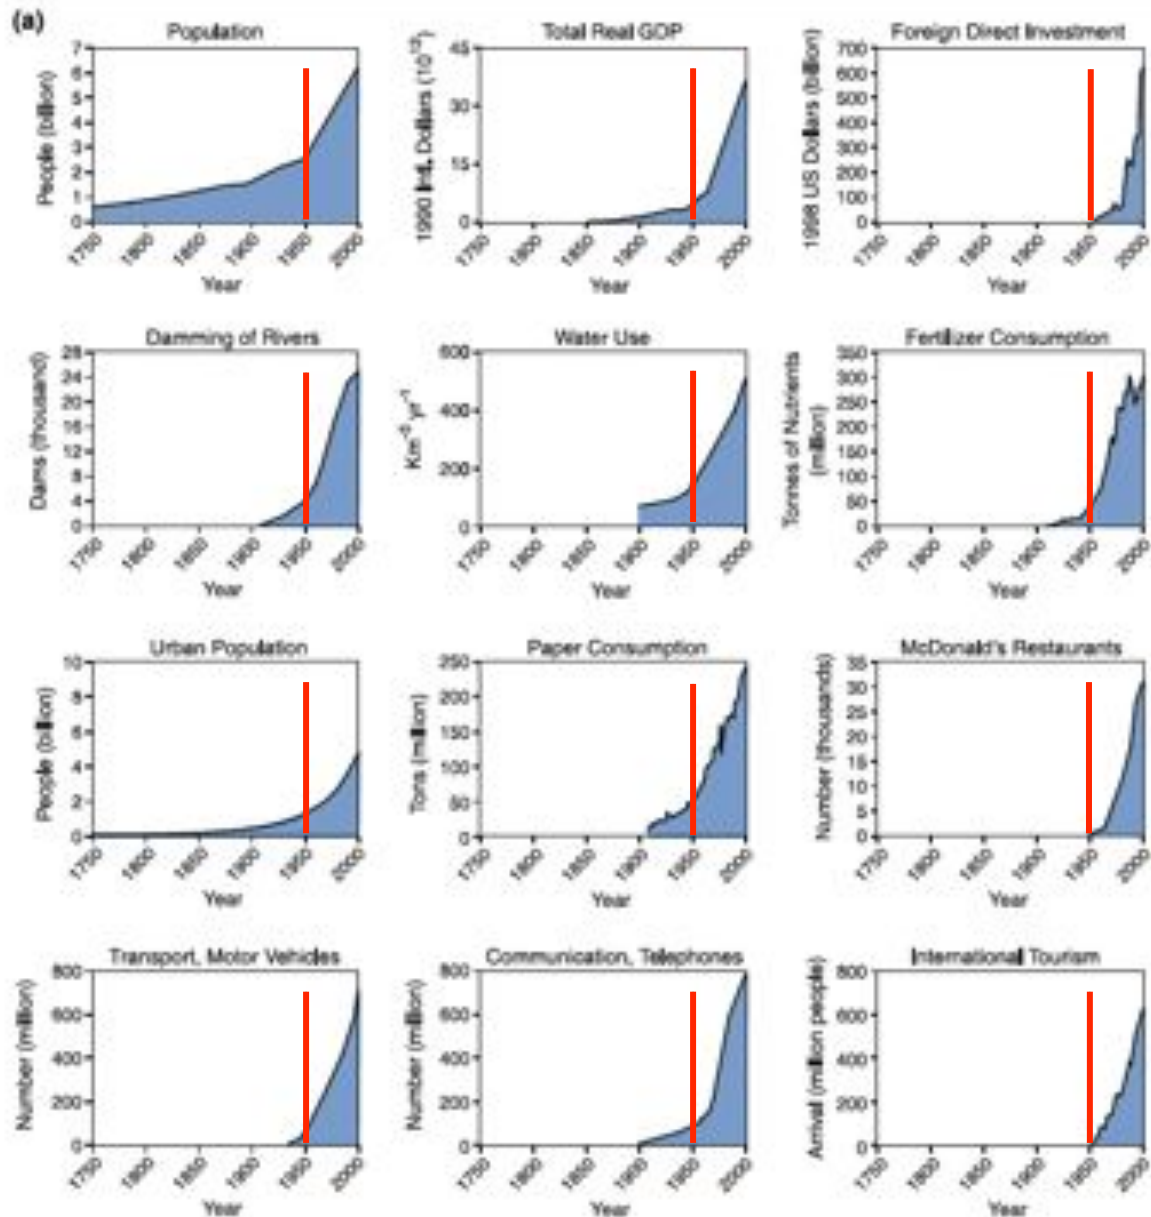 (a)
Population
7
6
5
4
3
2
1
0
People (billion)
1750 1800 1850 1900 1950 2000
Year
Total Real GDP
45
30
15
0
1990 Intl. Dollars (10^12)
1750 1800 1850 1900 1950 2000
Year
Foreign Direct Investment
700
600
500
400
300
200
100
0
1998 US Dollars (billion)
1750 1800 1850 1900 1950 2000
Year
Damming of Rivers
28
24
20
16
12
8
4
0
Dams (thousand)
1750 1800 1850 1900 1950 2000
Year
Water Use
600
400
200
0
Km^-3 yr^-1
1750 1800 1850 1900 1950 2000
Year
Fertilizer Consumption
350
300
250
200
150
100
50
0
Tonnes of Nutrients
(million)
1750 1800 1850 1900 1950 2000
Year
Urban Population
10
8
6
4
2
0
People (billion)
1750 1800 1850 1900 1950 2000
Year
Paper Consumption
250
200
150
100
50
0
Tons (million)
1750 1800 1850 1900 1950 2000
Year
McDonald's Restaurants
35
30
25
20
15
10
5
0
Number (thousands)
1750 1800 1850 1900 1950 2000
Year
Transport, Motor Vehicles
800
600
400
200
0
Number (million)
1750 1800 1850 1900 1950 2000
Year
Communication, Telephones
800
600
400
200
0
Number (million)
1750 1800 1850 1900 1950 2000
Year
International Tourism
800
600
400
200
0
Arrival (million people)
1750 1800 1850 1900 1950 2000
Year